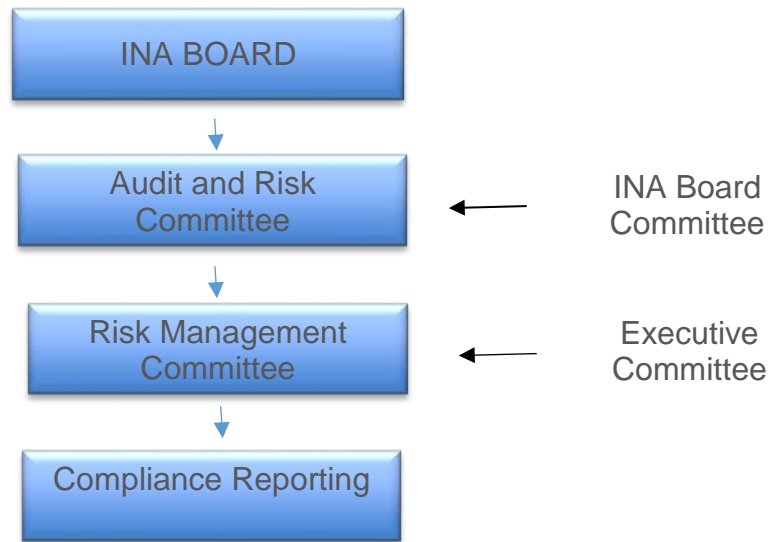 INA BOARD
Audit and Risk
Committee
INA Board
Committee
Risk Management
Committee
Executive
Committee
Compliance Reporting